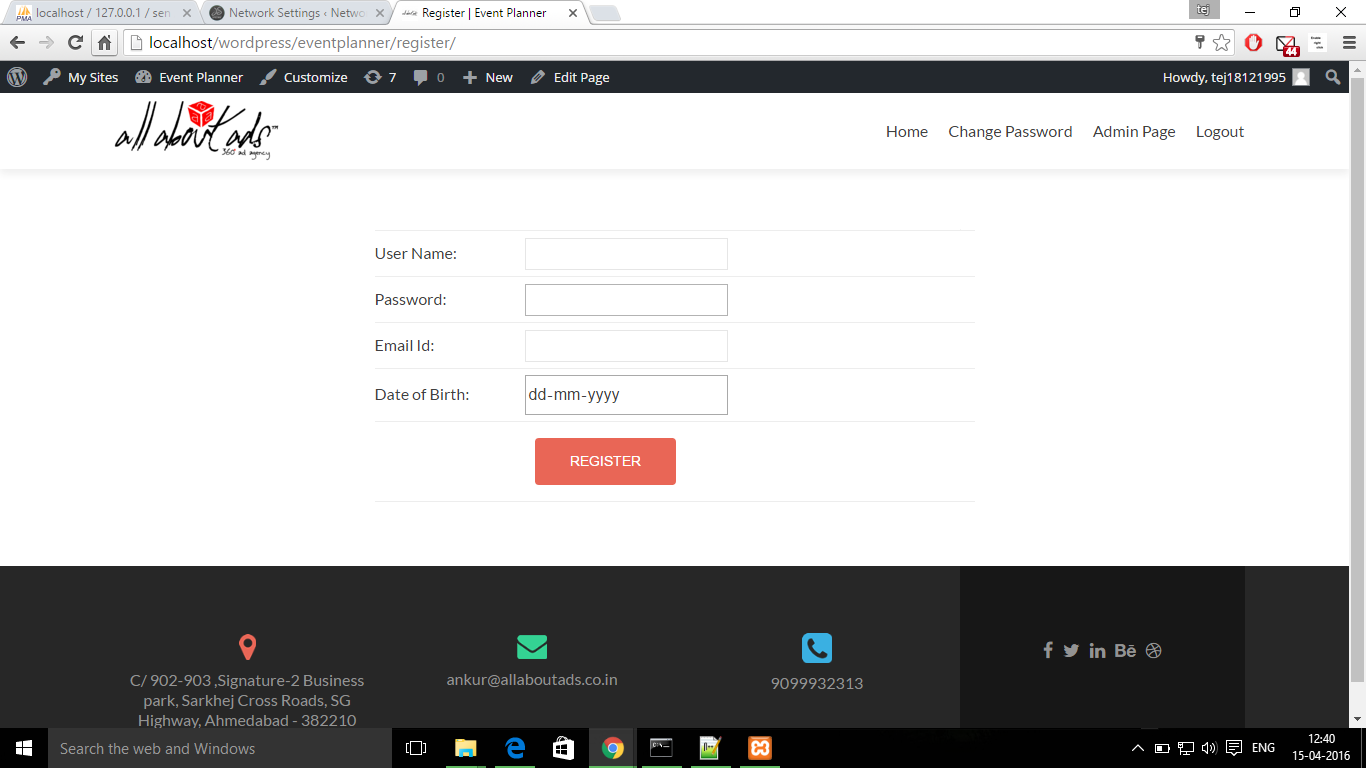 localhost / 127.0.0.1 / sen
Network Settings ‹ Netwo
Register | Event Planner
tej
localhost/wordpress/eventplanner/register/
44
My Sites Event Planner Customize 7 0 New Edit Page Howdy, tej18121995
all about ads™
360 ad agency
Home Change Password Admin Page Logout
User Name:
Password:
Email Id:
Date of Birth: dd-mm-yyyy
REGISTER
C/ 902-903 ,Signature-2 Business
park, Sarkhej Cross Roads, SG
Highway, Ahmedabad - 382210
ankur@allaboutads.co.in
9099932313
Search the web and Windows
ENG
12:40
15-04-2016